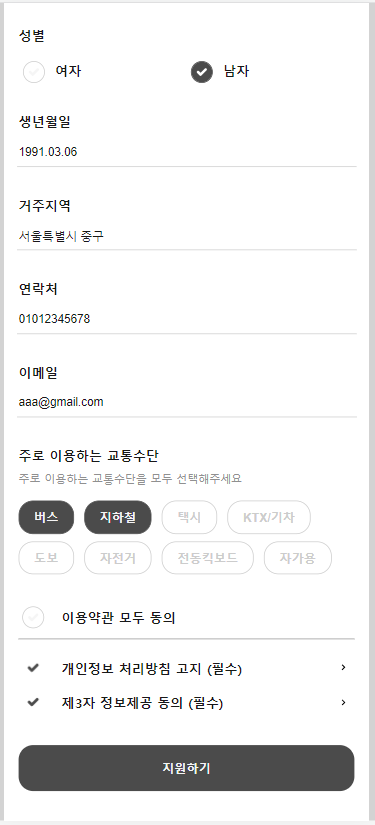 성별
여자 남자
생년월일
1991.03.06
거주지역
서울특별시 중구
연락처
01012345678
이메일
aaa@gmail.com
주로 이용하는 교통수단
주로 이용하는 교통수단을 모두 선택해주세요
버스 지하철 택시 KTX/기차
도보 자전거 전동킥보드 자가용
이용약관 모두 동의
개인정보 처리방침 고지 (필수)
제3자 정보제공 동의 (필수)
지원하기